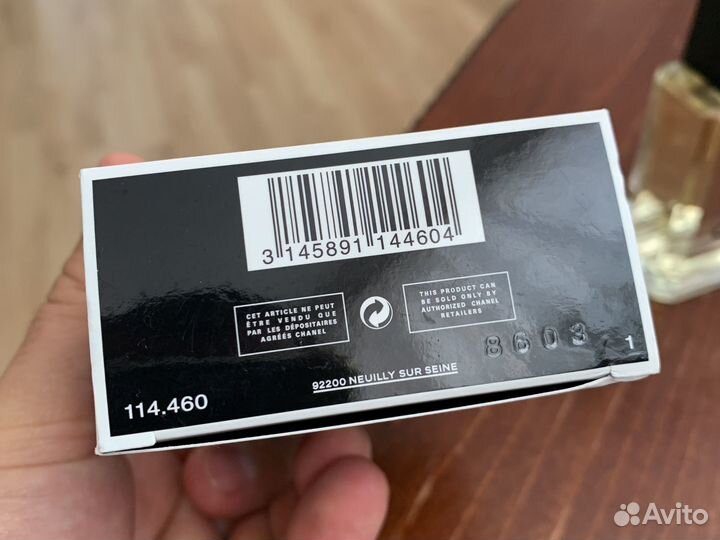 3 145891 144604
CET ARTICLE NE PEUT
ÊTRE VENDU QUE
PAR LES DÉPOSITAIRES
AGRÉÉS CHANEL
THIS PRODUCT CAN
BE SOLD ONLY BY
AUTHORIZED CHANEL
RETAILERS
8603
1
92200 NEUILLY SUR SEINE
114.460
Avito